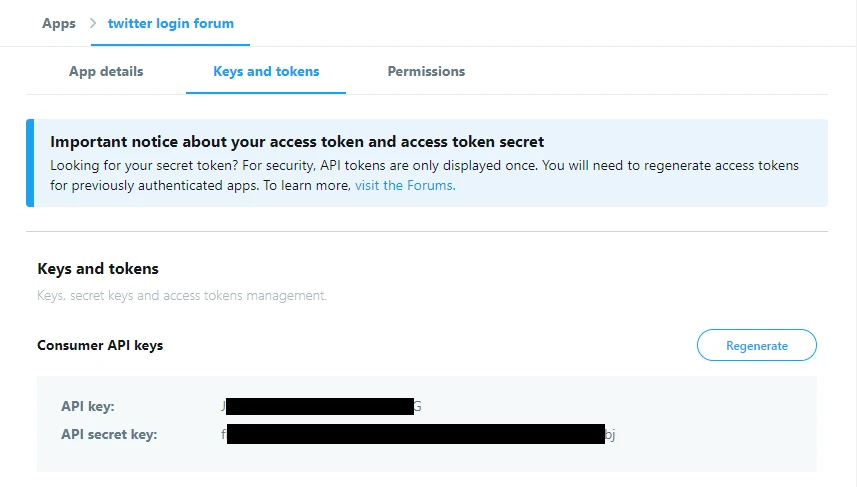 Apps > twitter login forum
App details Keys and tokens Permissions
Important notice about your access token and access token secret
Looking for your secret token? For security, API tokens are only displayed once. You will need to regenerate access tokens
for previously authenticated apps. To learn more, visit the Forums.
Keys and tokens
Keys, secret keys and access tokens management.
Consumer API keys Regenerate
API key: J G
API secret key: f bj